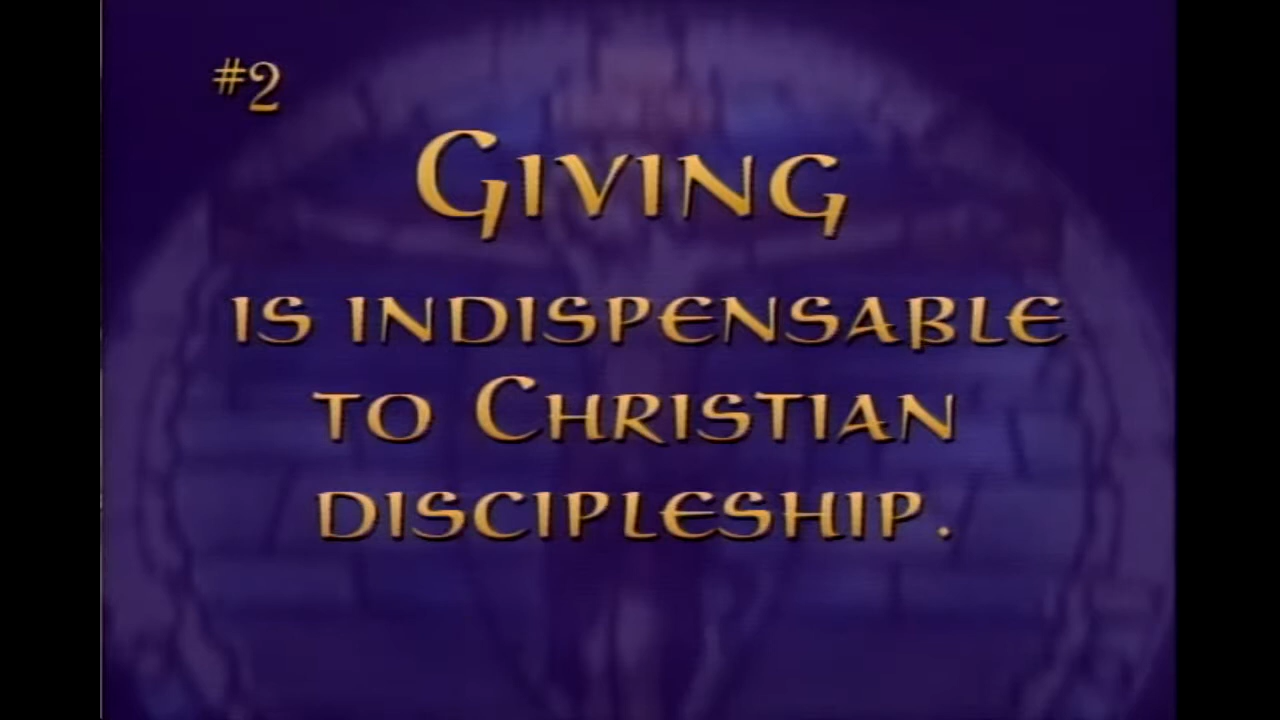 #2
GIVING
IS INDISPENSABLE
TO CHRISTIAN
DISCIPLESHIP.